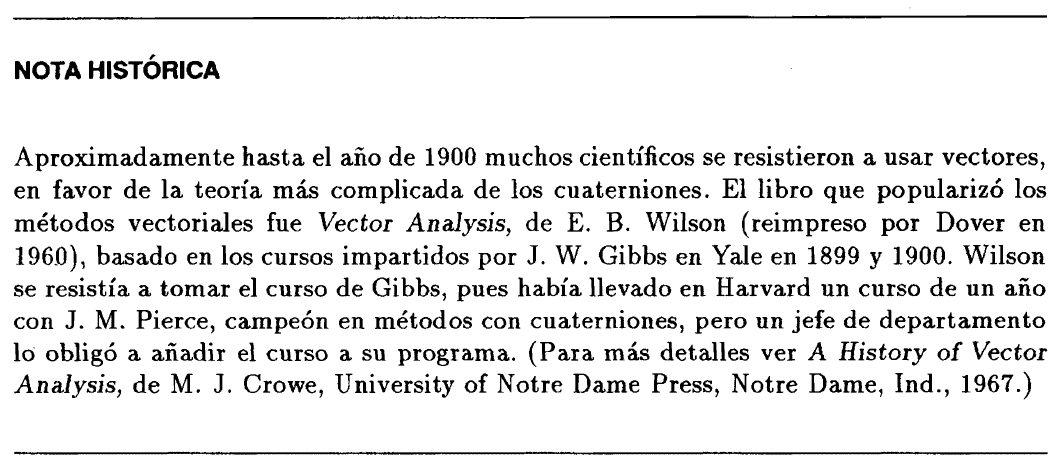 NOTA HISTÓRICA
Aproximadamente hasta el año de 1900 muchos científicos se resistieron a usar vectores,
en favor de la teoría más complicada de los cuaterniones. El libro que popularizó los
métodos vectoriales fue Vector Analysis, de E. B. Wilson (reimpreso por Dover en
1960), basado en los cursos impartidos por J. W. Gibbs en Yale en 1899 y 1900. Wilson
se resistía a tomar el curso de Gibbs, pues había llevado en Harvard un curso de un año
con J. M. Pierce, campeón en métodos con cuaterniones, pero un jefe de departamento
lo obligó a añadir el curso a su programa. (Para más detalles ver A History of Vector
Analysis, de M. J. Crowe, University of Notre Dame Press, Notre Dame, Ind., 1967.)